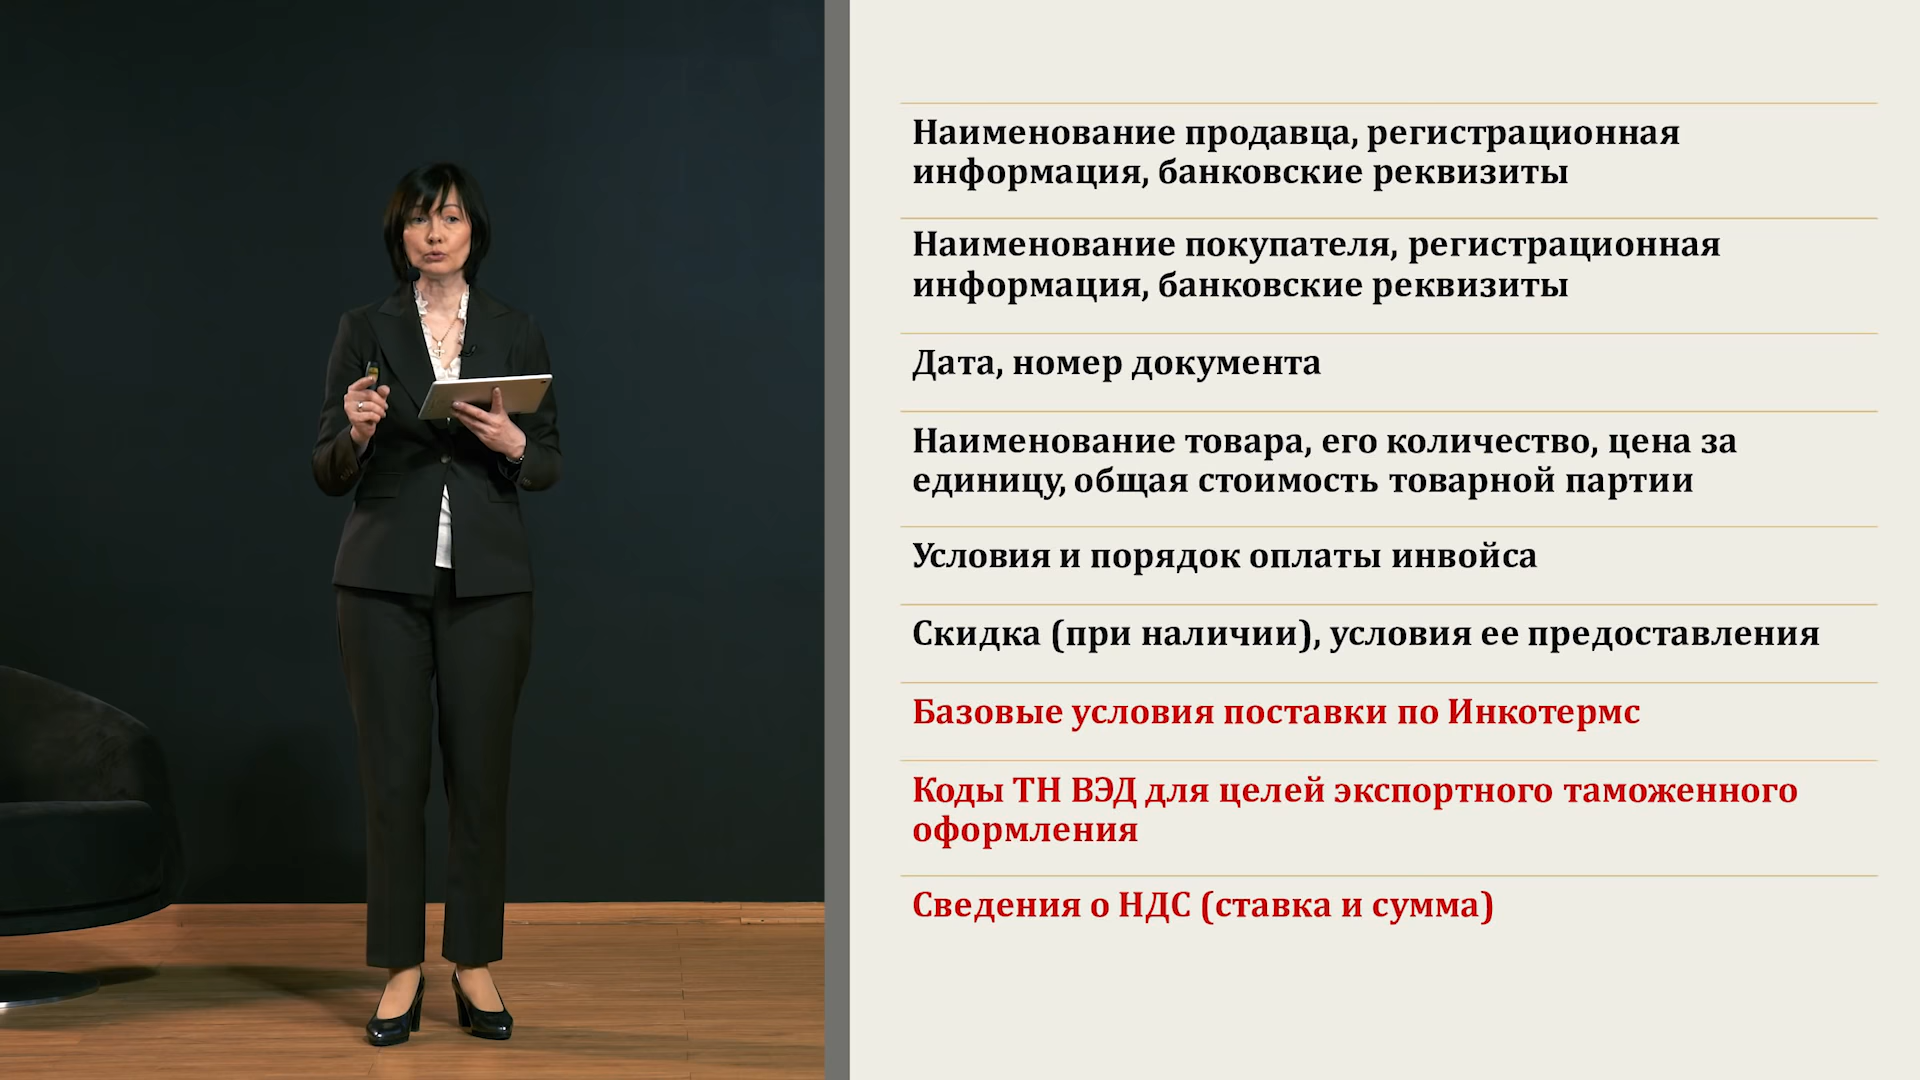 Наименование продавца, регистрационная
информация, банковские реквизиты
Наименование покупателя, регистрационная
информация, банковские реквизиты
Дата, номер документа
Наименование товара, его количество, цена за
единицу, общая стоимость товарной партии
Условия и порядок оплаты инвойса
Скидка (при наличии), условия ее предоставления
Базовые условия поставки по Инкотермс
Коды ТН ВЭД для целей экспортного таможенного
оформления
Сведения о НДС (ставка и сумма)